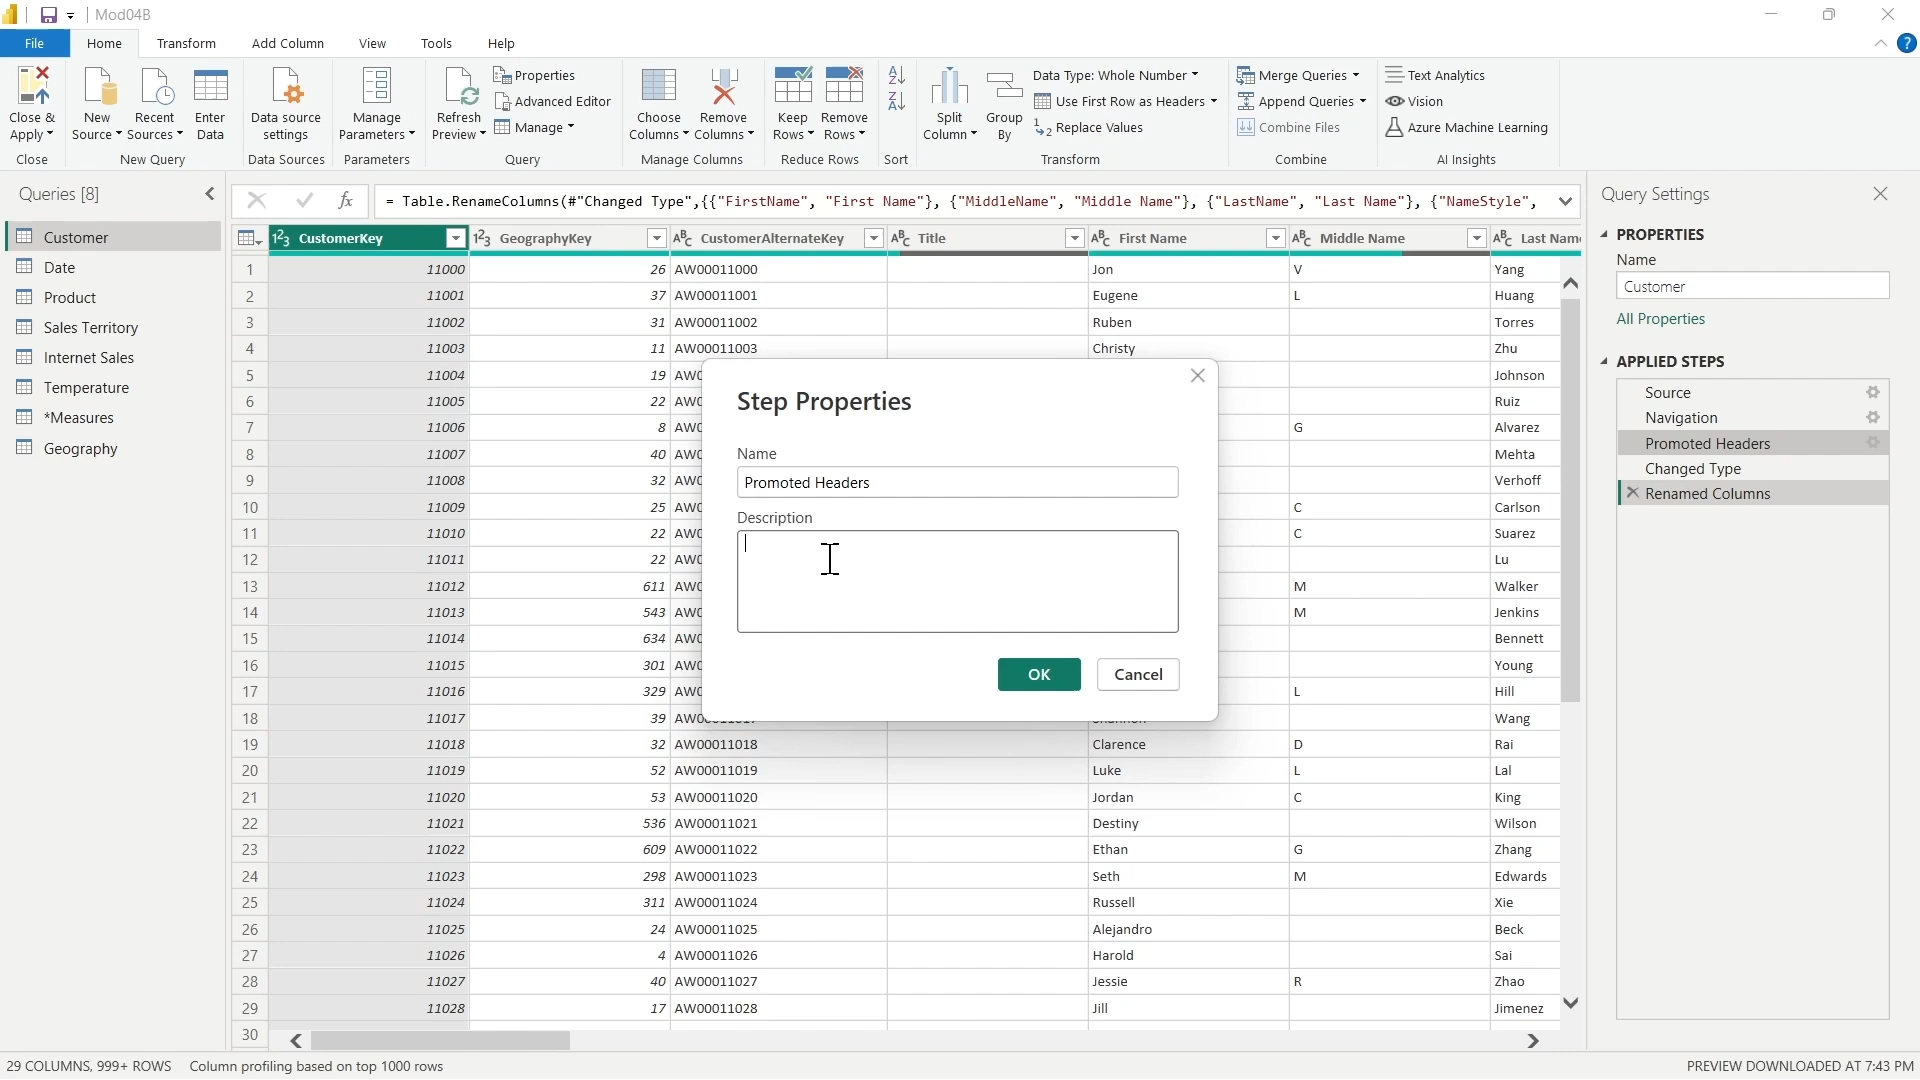 Mod04B
File Home Transform Add Column View Tools Help
Close & Apply
New Source
Recent Sources
Enter Data
Data source settings
Manage Parameters
Refresh Preview
Properties
Advanced Editor
Manage
Choose Columns
Remove Columns
Keep Rows
Remove Rows
Split Column
Group By
Data Type: Whole Number
Use First Row as Headers
Replace Values
Merge Queries
Append Queries
Combine Files
Text Analytics
Vision
Azure Machine Learning
Close New Query Data Sources Parameters Query Manage Columns Reduce Rows Sort Transform Combine AI Insights
Queries [8]
Customer
Date
Product
Sales Territory
Internet Sales
Temperature
*Measures
Geography
fx = Table.RenameColumns(#"Changed Type",{{"FirstName", "First Name"}, {"MiddleName", "Middle Name"}, {"LastName", "Last Name"}, {"NameStyle",
CustomerKey GeographyKey CustomerAlternateKey Title First Name Middle Name
1 11000 26 AW00011000 Jon V Yang
2 11001 37 AW00011001 Eugene L Huang
3 11002 31 AW00011002 Ruben Torres
4 11003 11 AW00011003 Christy Zhu
5 11004 19 Johnson
6 11005 22 Ruiz
7 11006 8 G Alvarez
8 11007 40 Mehta
9 11008 32 Verhoff
10 11009 25 C Carlson
11 11010 22 C Suarez
12 11011 22 Lu
13 11012 611 M Walker
14 11013 543 M Jenkins
15 11014 634 Bennett
16 11015 301 Young
17 11016 329 L Hill
18 11017 39 Wang
19 11018 32 AW00011018 Clarence D Rai
20 11019 52 AW00011019 Luke L Lal
21 11020 53 AW00011020 Jordan C King
22 11021 536 AW00011021 Destiny Wilson
23 11022 609 AW00011022 Ethan G Zhang
24 11023 298 AW00011023 Seth M Edwards
25 11024 311 AW00011024 Russell Xie
26 11025 24 AW00011025 Alejandro Beck
27 11026 4 AW00011026 Harold Sai
28 11027 40 AW00011027 Jessie R Zhao
29 11028 17 AW00011028 Jill Jimenez
30
Step Properties
Name
Promoted Headers
Description
OK Cancel
Query Settings
PROPERTIES
Name
Customer
All Properties
APPLIED STEPS
Source
Navigation
Promoted Headers
Changed Type
Renamed Columns
29 COLUMNS, 999+ ROWS Column profiling based on top 1000 rows PREVIEW DOWNLOADED AT 7:43 PM